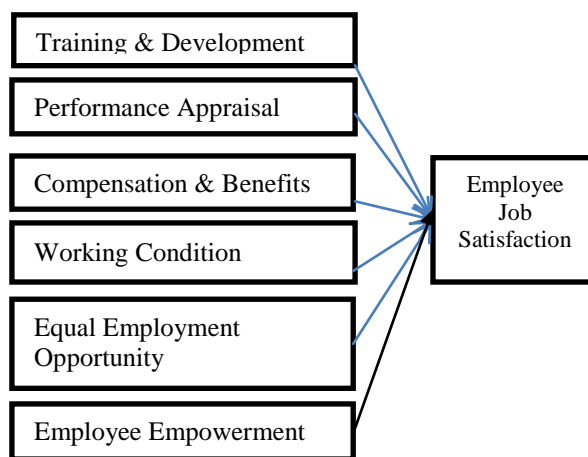 Training & Development
Performance Appraisal
Compensation & Benefits
Working Condition
Equal Employment
Opportunity
Employee Empowerment
Employee
Job
Satisfaction